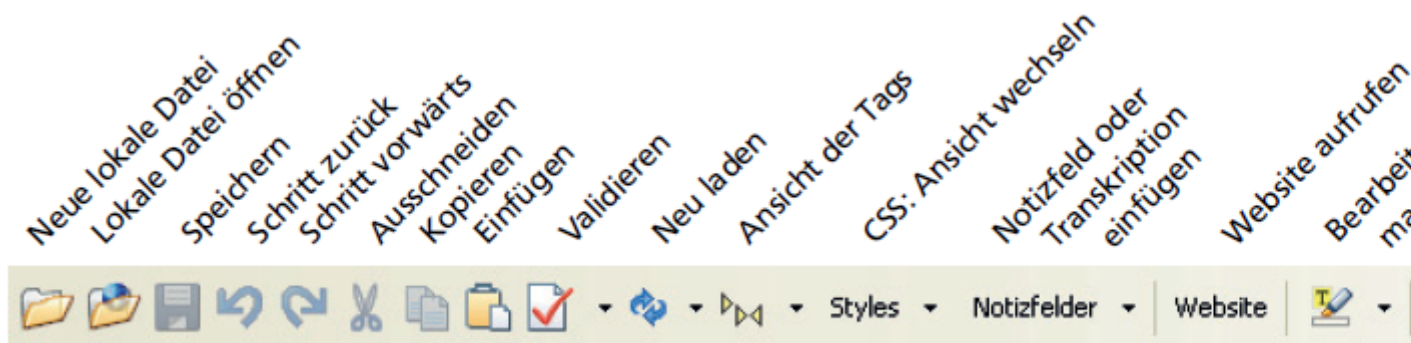 Neue lokale Datei
Lokale Datei öffnen
Speichern
Schritt zurück
Schritt vorwärts
Ausschneiden
Kopieren
Einfügen
Validieren
Neu laden
Ansicht der Tags
CSS: Ansicht wechseln
Notizfeld oder
Transkription
einfügen
Website aufrufen
Styles
Notizfelder
Website